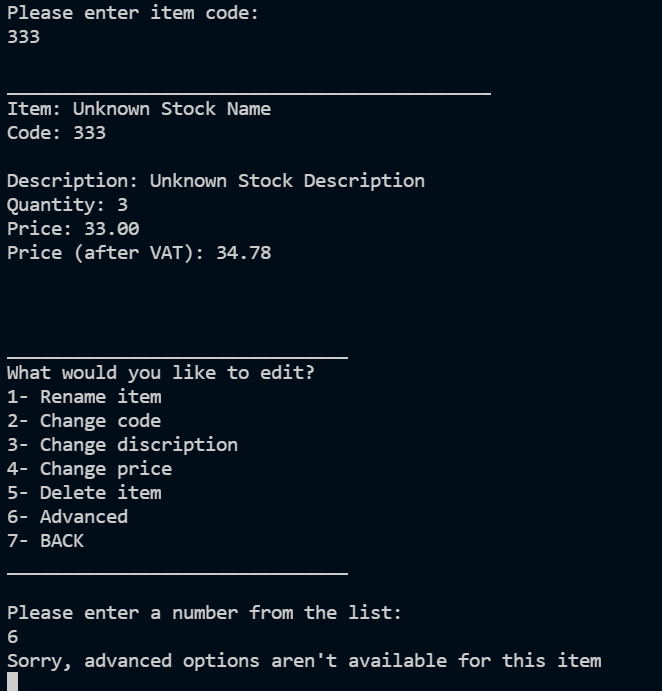 Please enter item code:
333
____________________________________________
Item: Unknown Stock Name
Code: 333
Description: Unknown Stock Description
Quantity: 3
Price: 33.00
Price (after VAT): 34.78
_______________________________
What would you like to edit?
1- Rename item
2- Change code
3- Change discription
4- Change price
5- Delete item
6- Advanced
7- BACK
_______________________________
Please enter a number from the list:
6
Sorry, advanced options aren't available for this item